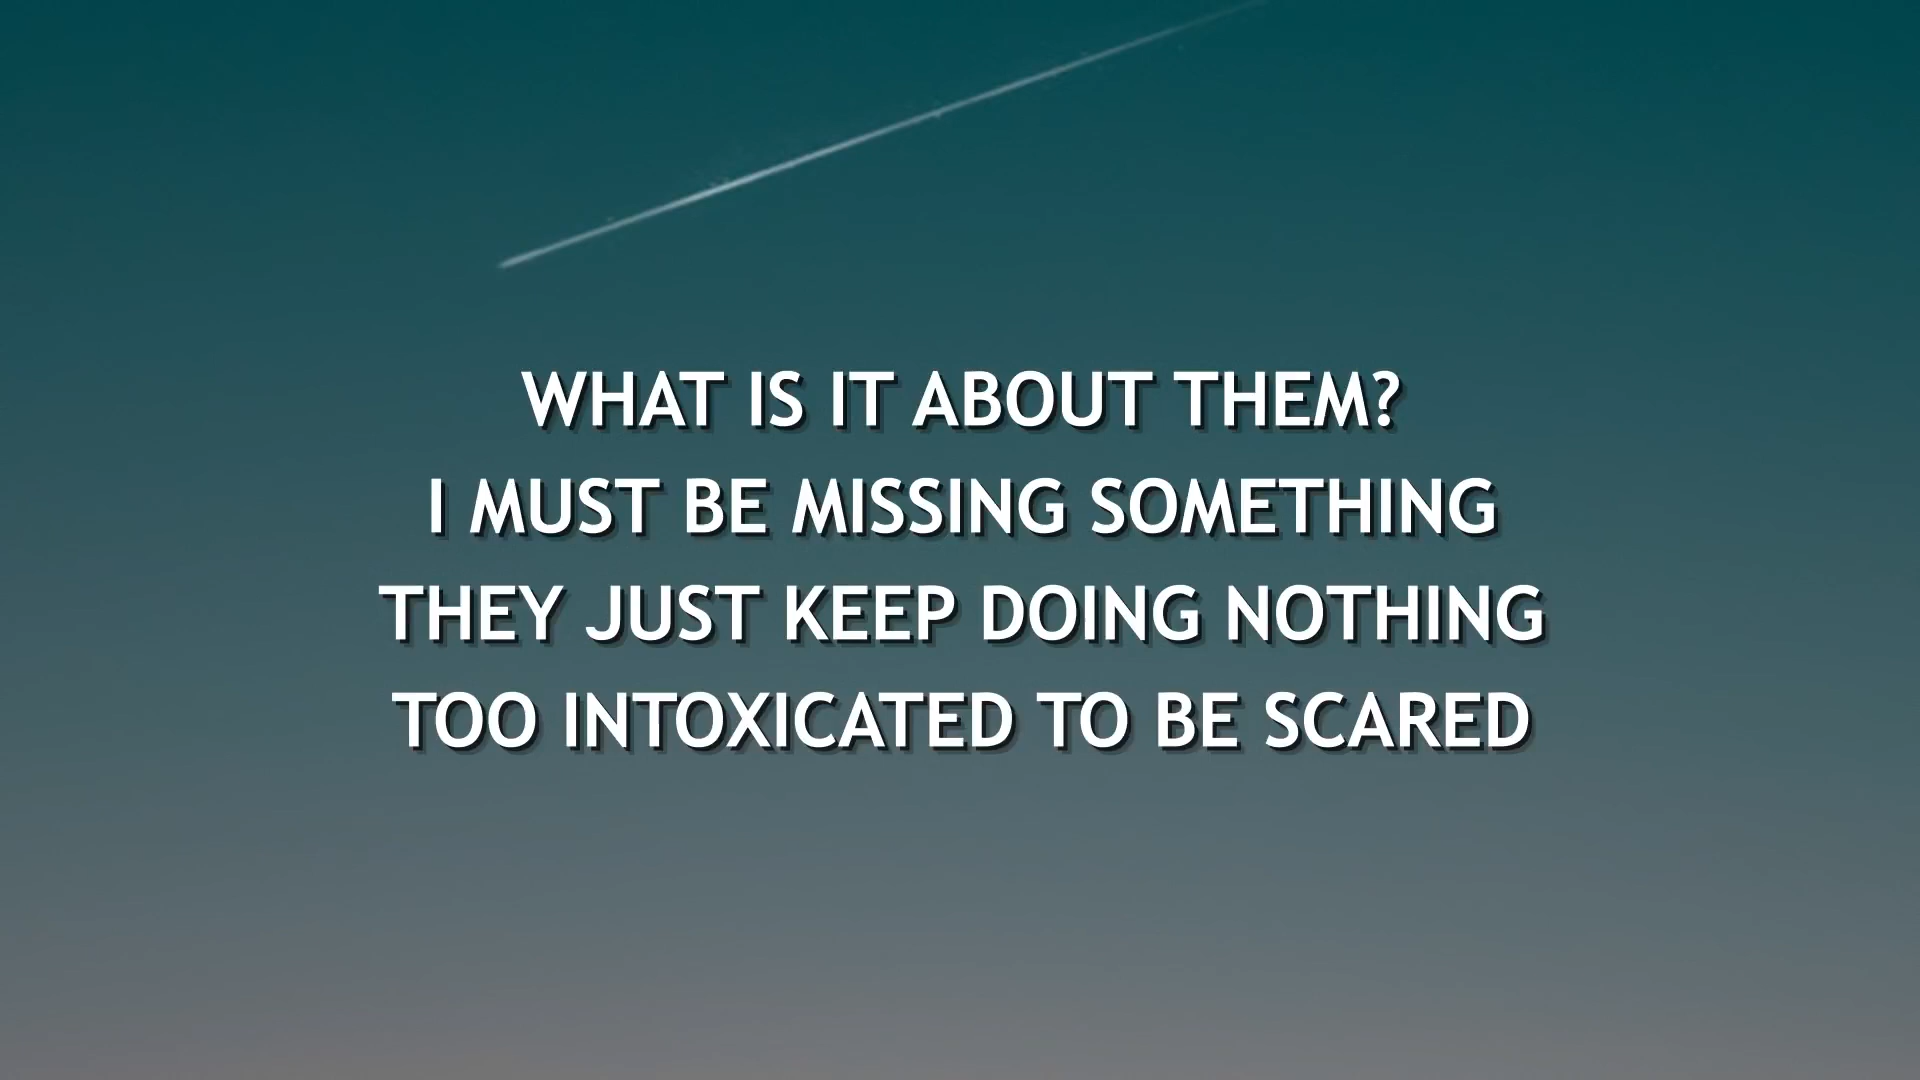 WHAT IS IT ABOUT THEM?
I MUST BE MISSING SOMETHING
THEY JUST KEEP DOING NOTHING
TOO INTOXICATED TO BE SCARED